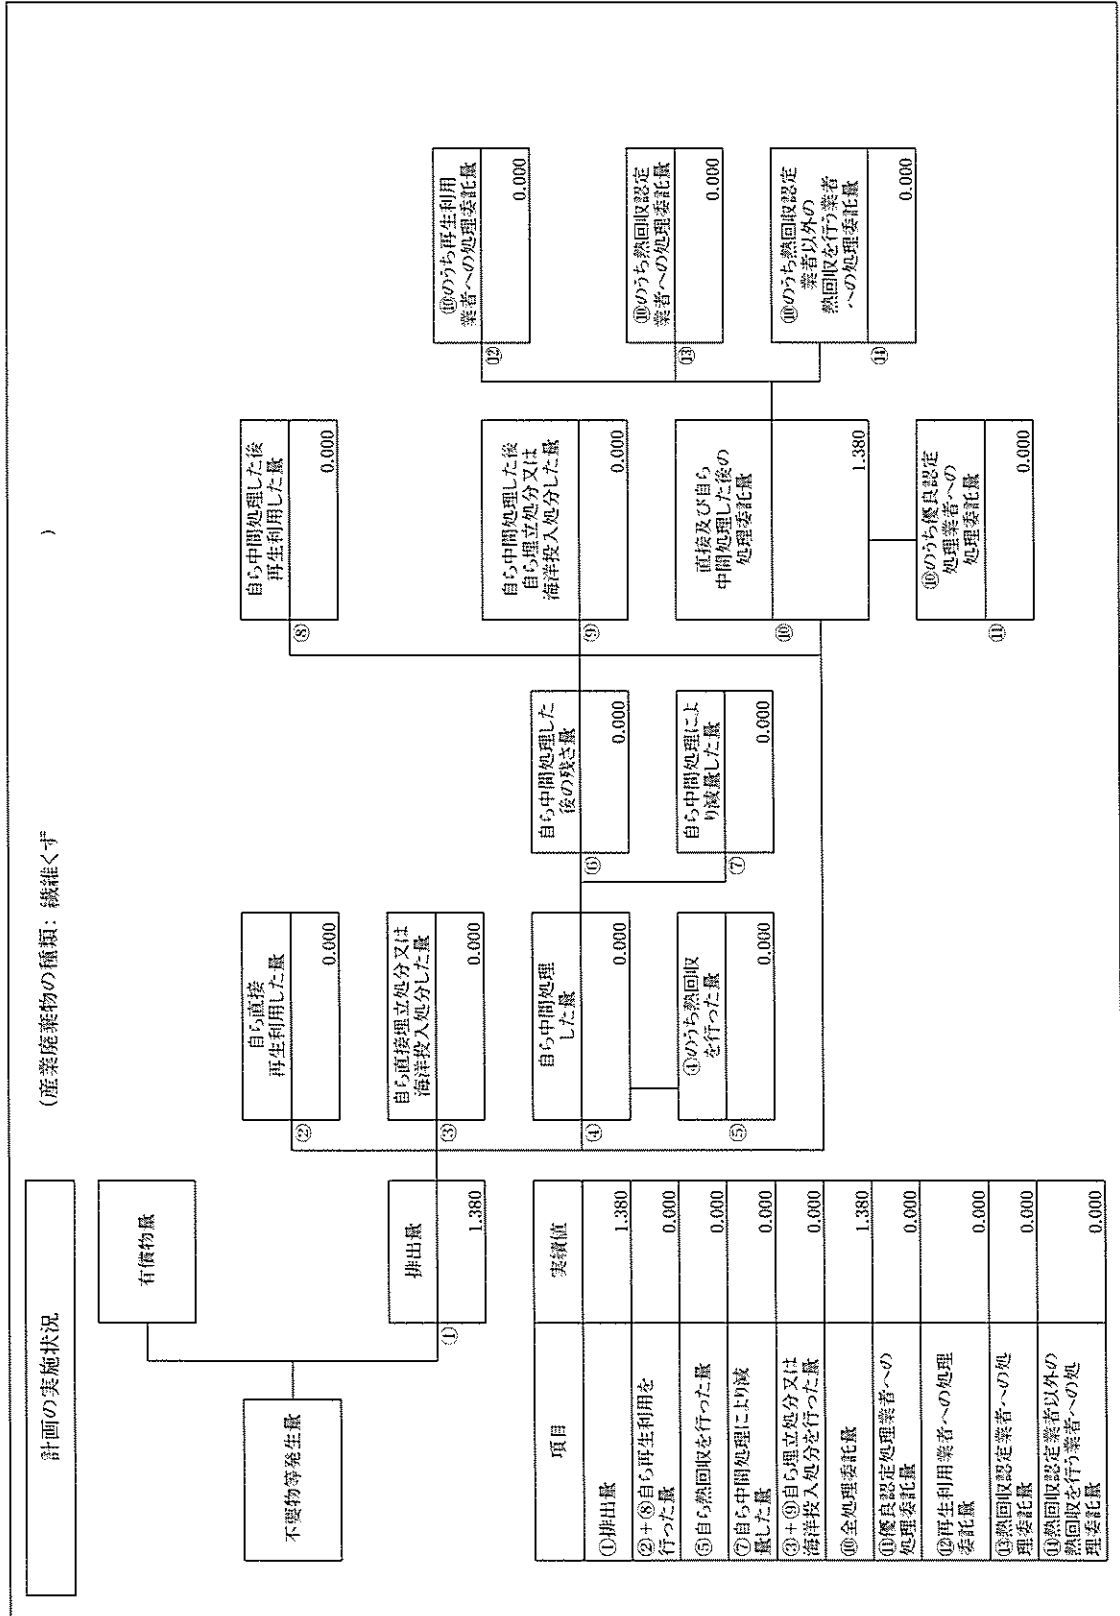 計画の実施状況
(産業廃棄物の種類: 繊維くず
)
不要物等発生量
有償物量
①
排出量
1.380
②
自ら直接
再生利用した量
0.000
③
自ら直接埋立処分又は
海洋投入処分した量
0.000
④
自ら中間処理
した量
0.000
⑤
④のうち熱回収
を行った量
0.000
⑥
自ら中間処理した
後の残さ量
0.000
⑦
自ら中間処理によ
り減量した量
0.000
⑧
自ら中間処理した後
再生利用した量
0.000
⑨
自ら中間処理した後
自ら埋立処分又は
海洋投入処分した量
0.000
⑩
直接及び自ら
中間処理した後の
処理委託量
1.380
⑪
⑩のうち優良認定
処理業者への
処理委託量
0.000
⑫
⑩のうち再生利用
業者への処理委託量
0.000
⑬
⑩のうち熱回収認定
業者への処理委託量
0.000
⑭
⑩のうち熱回収認定
業者以外の
熱回収を行う業者
への処理委託量
0.000
項目 実績値
①排出量 1.380
②+⑧自ら再生利用を
行った量 0.000
⑤自ら熱回収を行った量 0.000
⑦自ら中間処理により減
量した量 0.000
③+⑨自ら埋立処分又は
海洋投入処分を行った量 0.000
⑩全処理委託量 1.380
⑪優良認定処理業者への
処理委託量 0.000
⑫再生利用業者への処理
委託量 0.000
⑬熱回収認定業者への処
理委託量 0.000
⑭熱回収認定業者以外の
熱回収を行う業者への処
理委託量 0.000